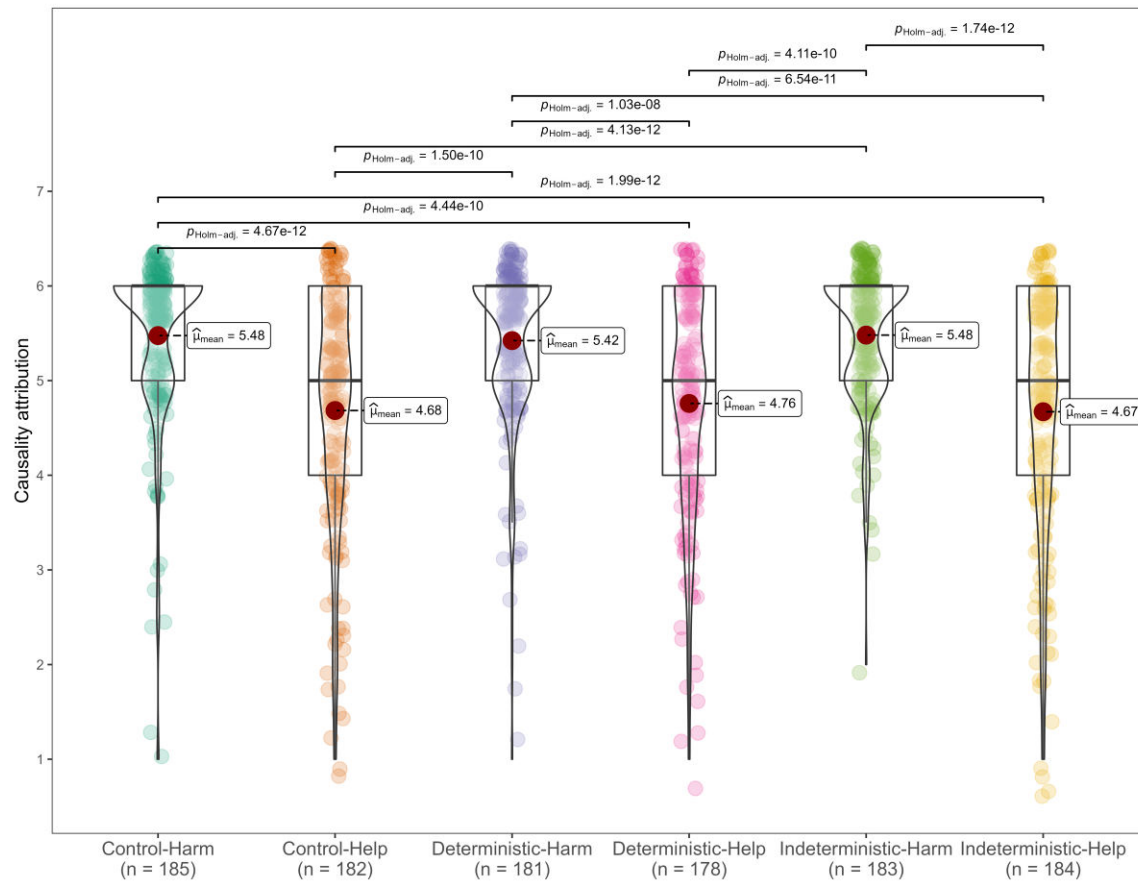 pHolm−adj. = 1.74e-12
pHolm−adj. = 4.11e-10
pHolm−adj. = 6.54e-11
pHolm−adj. = 1.03e-08
pHolm−adj. = 4.13e-12
pHolm−adj. = 1.50e-10
pHolm−adj. = 1.99e-12
pHolm−adj. = 4.44e-10
pHolm−adj. = 4.67e-12
7
6
5
4
3
2
1
Causality attribution
μ̂mean = 5.48
μ̂mean = 4.68
μ̂mean = 5.42
μ̂mean = 4.76
μ̂mean = 5.48
μ̂mean = 4.67
Control-Harm
(n = 185)
Control-Help
(n = 182)
Deterministic-Harm
(n = 181)
Deterministic-Help
(n = 178)
Indeterministic-Harm
(n = 183)
Indeterministic-Help
(n = 184)